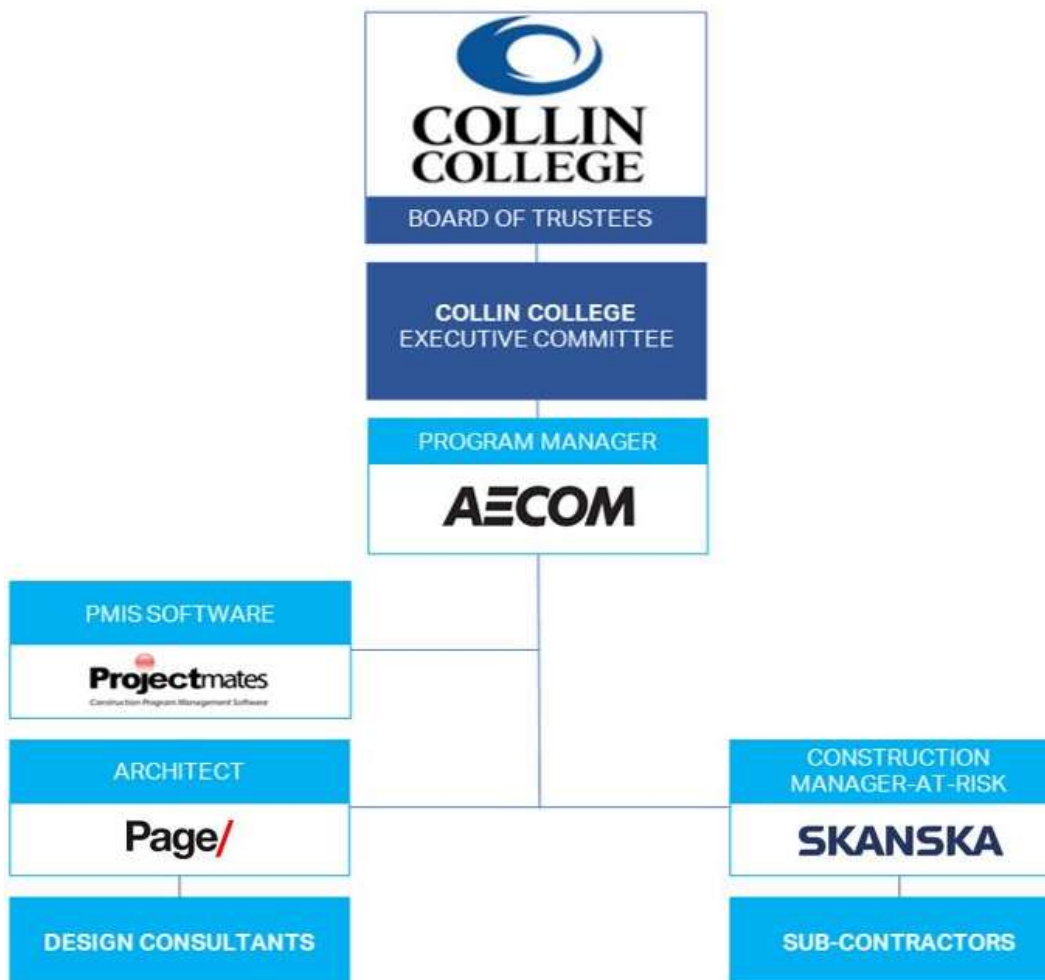 COLLIN
COLLEGE
BOARD OF TRUSTEES
COLLIN COLLEGE
EXECUTIVE COMMITTEE
PROGRAM MANAGER
AECOM
PMIS SOFTWARE
Projectmates
Construction Program Management Software
ARCHITECT
Page/
DESIGN CONSULTANTS
CONSTRUCTION
MANAGER-AT-RISK
SKANSKA
SUB-CONTRACTORS